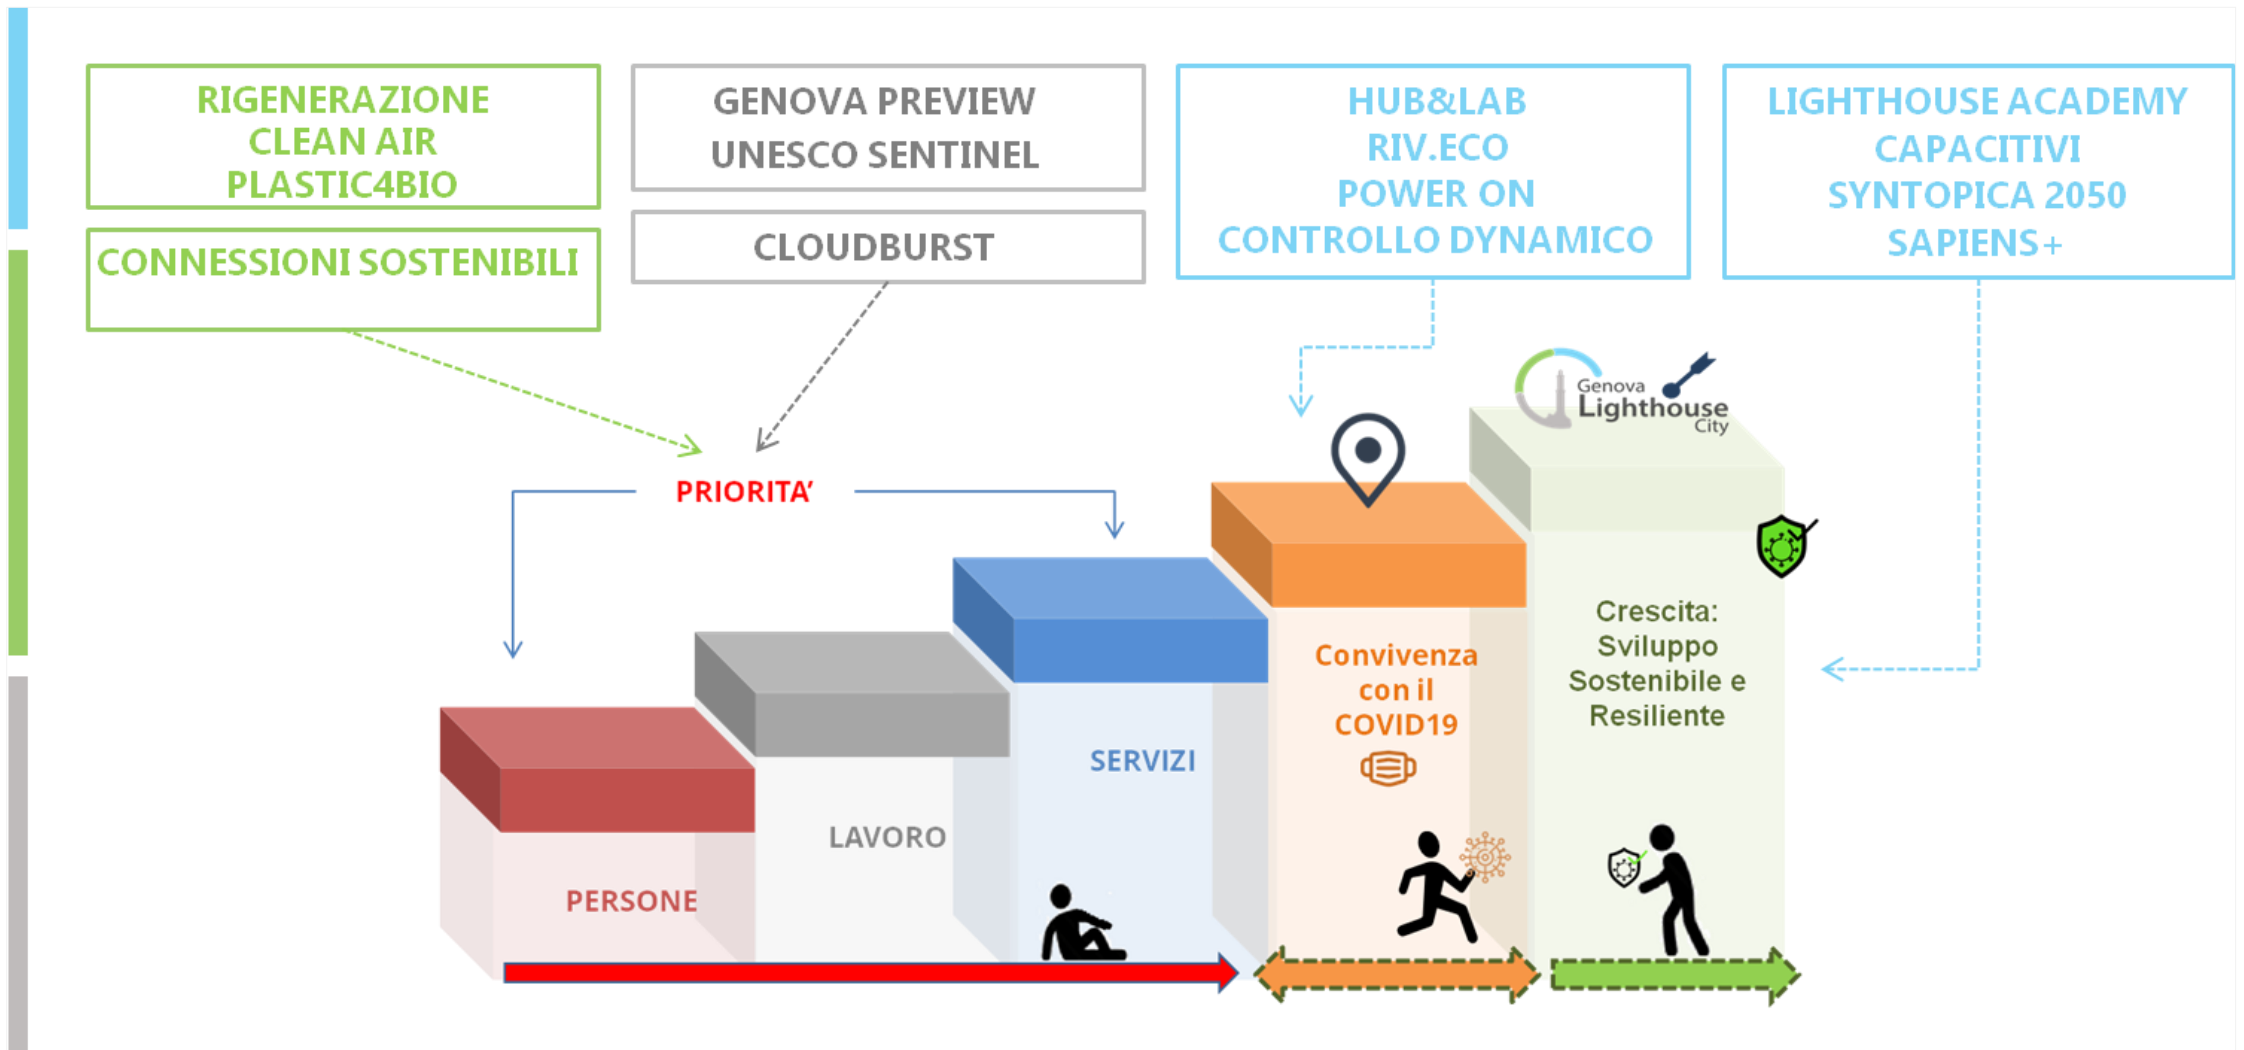 RIGENERAZIONE
CLEAN AIR
PLASTIC4BIO
CONNESSIONI SOSTENIBILI
GENOVA PREVIEW
UNESCO SENTINEL
CLOUDBURST
HUB&LAB
RIV.ECO
POWER ON
CONTROLLO DYNAMICO
LIGHTHOUSE ACADEMY
CAPACITIVI
SYNTOPICA 2050
SAPIENS+
PRIORITA’
Genova
Lighthouse
City
PERSONE
LAVORO
SERVIZI
Convivenza
con il
COVID19
Crescita:
Sviluppo
Sostenibile e
Resiliente